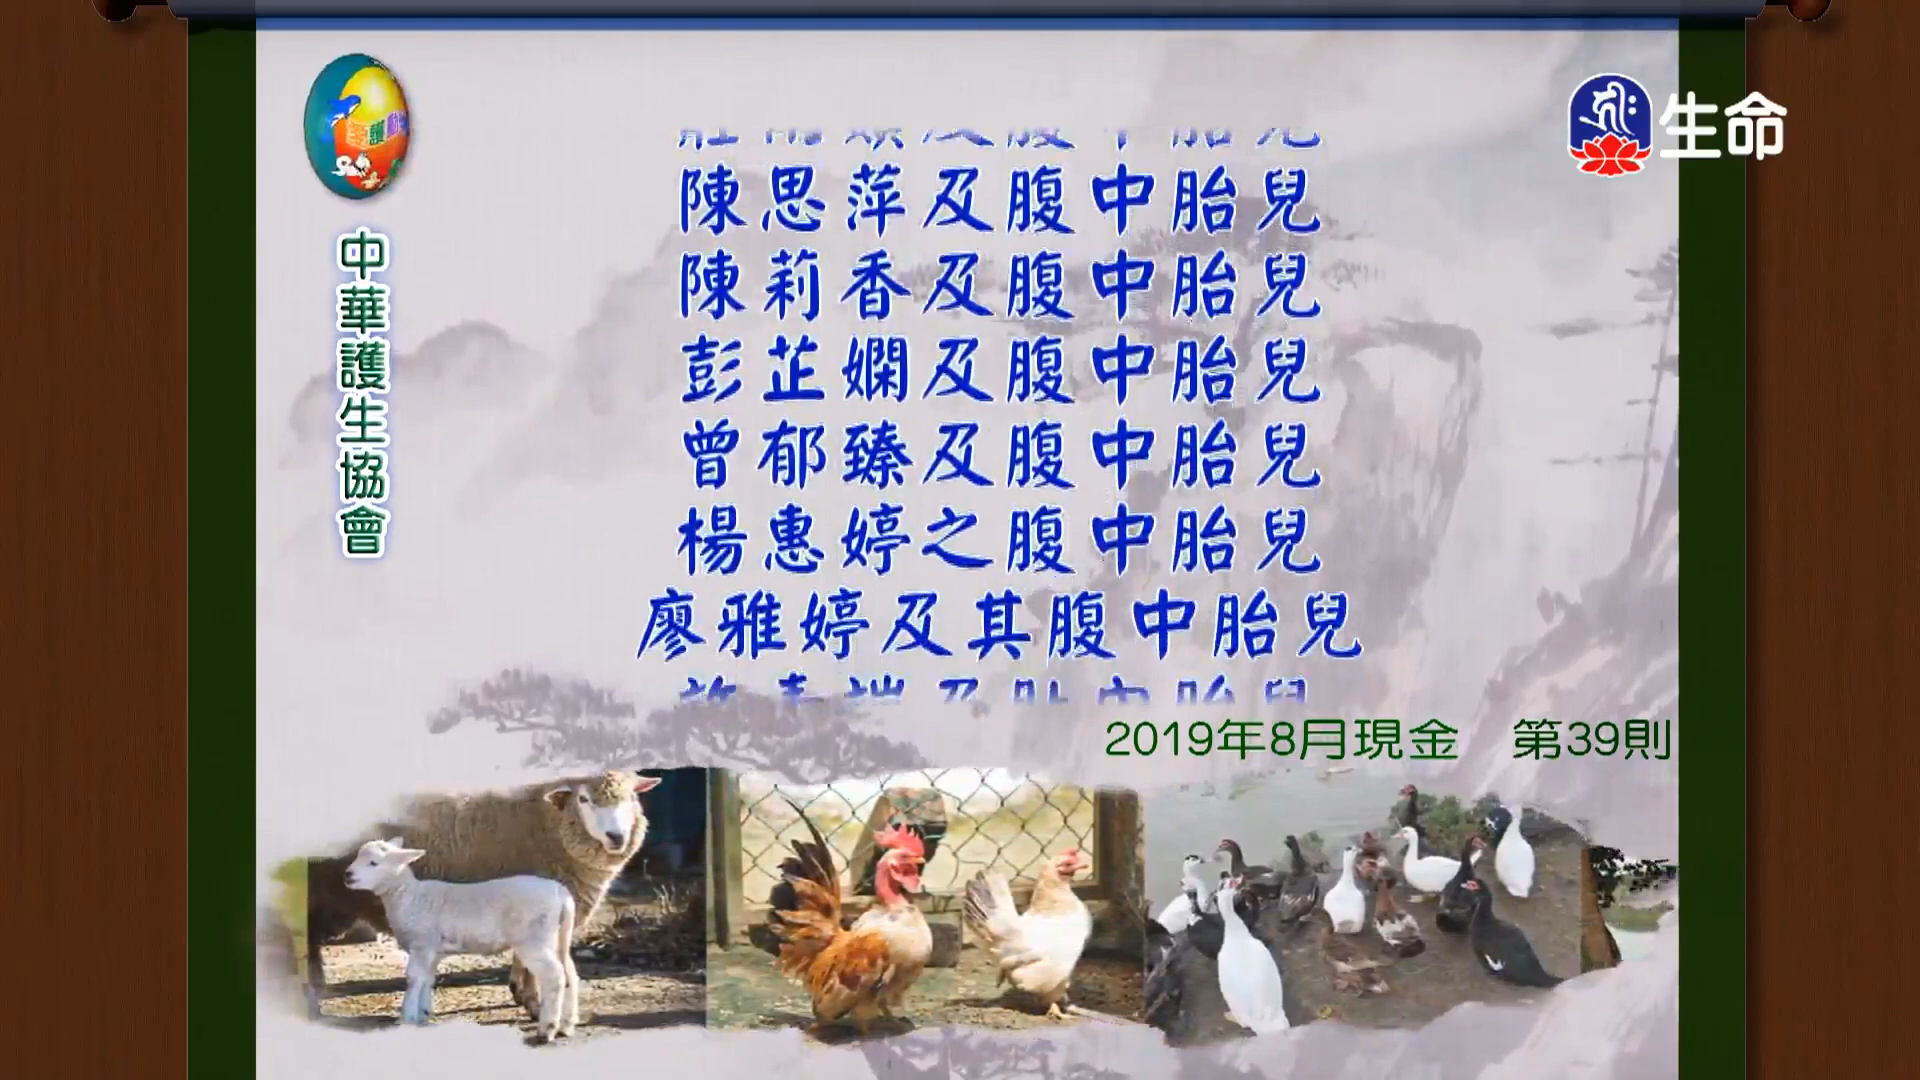 生命
中華護生協會
陳思萍及腹中胎兒
陳莉香及腹中胎兒
彭芷嫻及腹中胎兒
曾郁臻及腹中胎兒
楊惠婷之腹中胎兒
廖雅婷及其腹中胎兒
2019年8月現金 第39則